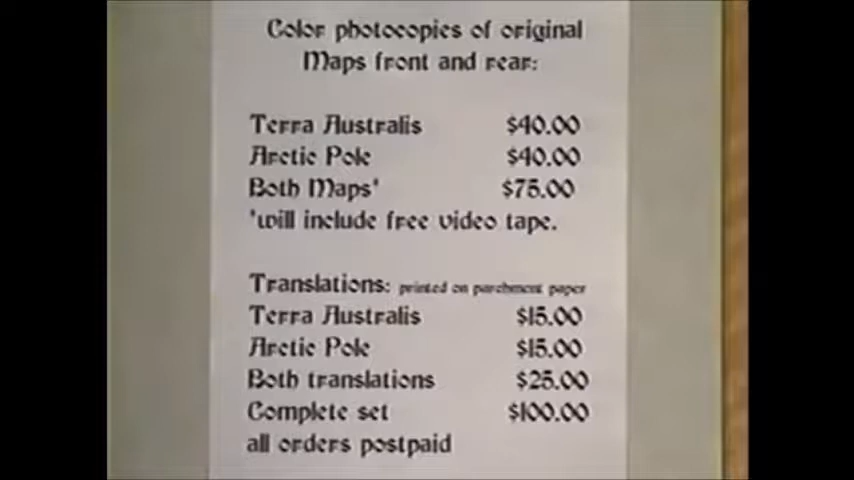 Color photocopies of original
Maps front and rear:
Terra Australis $40.00
Arctic Pole $40.00
Both Maps* $75.00
*will include free video tape.
Translations: printed on parchment paper
Terra Australis $15.00
Arctic Pole $15.00
Both translations $25.00
Complete set $100.00
all orders postpaid